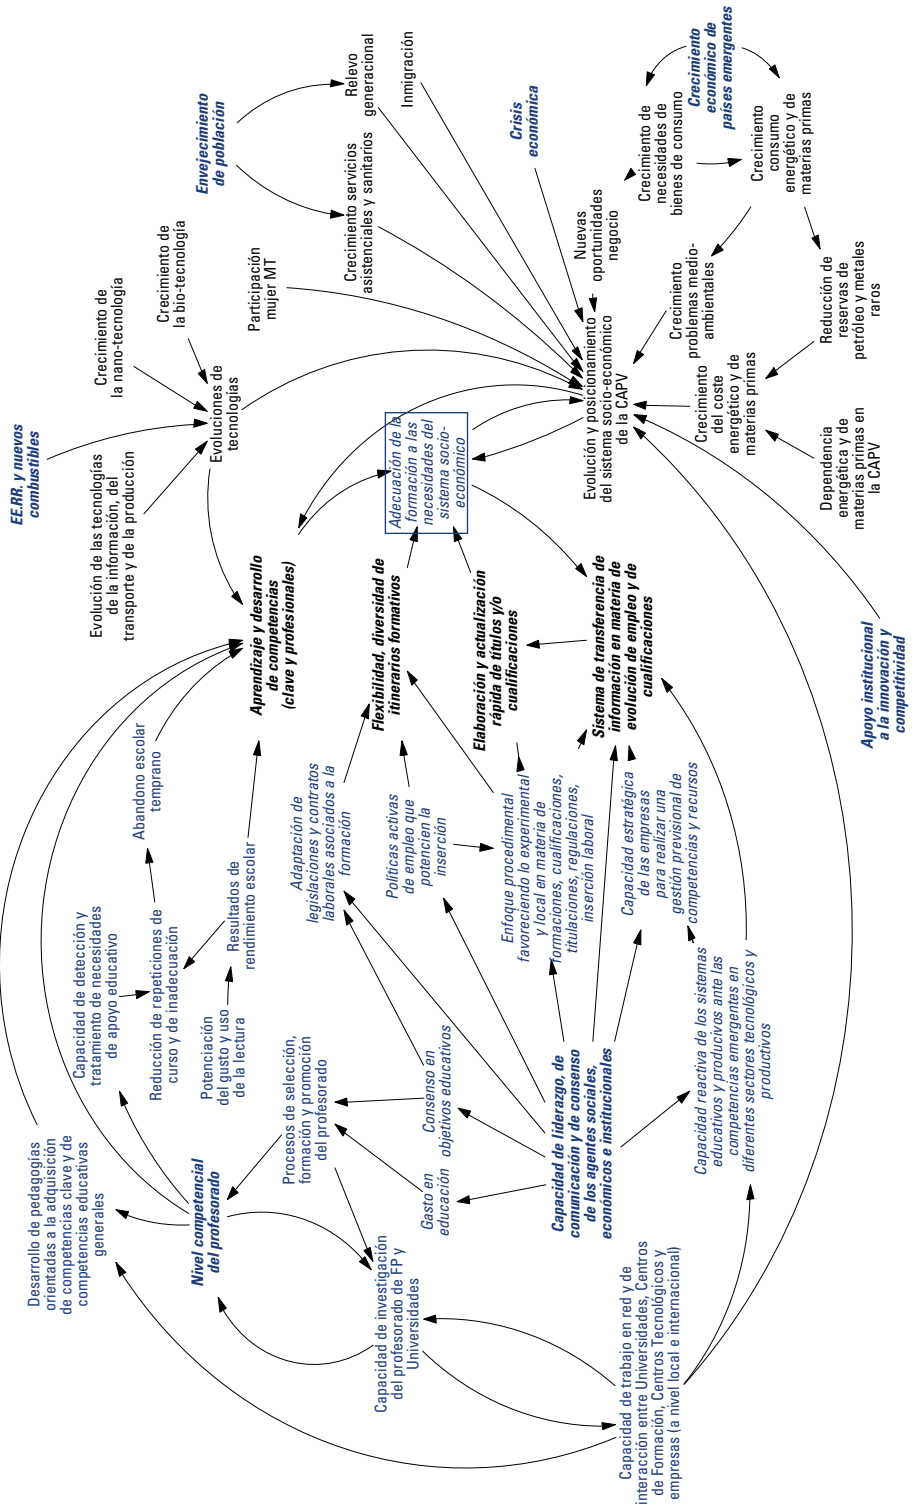 Desarrollo de pedagogías
orientadas a la adquisición
de competencias clave y de
competencias educativas
generales
Capacidad de detección y
tratamiento de necesidades
de apoyo educativo
Abandono escolar
temprano
Reducción de repeticiones de
curso y de inadecuación
Potenciación
del gusto y uso
de la lectura
Resultados de
rendimiento escolar
Nivel competencial
del profesorado
Procesos de selección,
formación y promoción
del profesorado
Capacidad de investigación
del profesorado de FP y
Universidades
Gasto en
educación
Consenso en
objetivos educativos
Capacidad de trabajo en red y de
interacción entre Universidades, Centros
de Formación, Centros Tecnológicos y
empresas (a nivel local e internacional)
Capacidad de liderazgo, de
comunicación y de consenso
de los agentes sociales,
económicos e institucionales
Capacidad reactiva de los sistemas
educativos y producivos ante las
competencias emergentes en
diferentes sectores tecnológicos y
productivos
Adaptación de
legislaciones y contratos
laborales asociados a la
formación
Políticas activas
de empleo que
potencien la
inserción
Enfoque procedimental
favoreciendo lo experimental
y local en materia de
formaciones, cualificaciones,
titulaciones, regulaciones,
inserción laboral
Capacidad estratégica
de las empresas
para realizar una
gestión previsional de
competencias y recursos
Aprendizaje y desarrollo
de competencias
(clave y profesionales)
Flexibilidad, diversidad de
itinerarios formativos
Elaboración y actualización
rápida de títulos y/o
cualificaciones
Sistema de transferencia de
información en materia de
evolución de empleo y de
cualificaciones
Apoyo institucional
a la innovación y
competitividad
EE.RR. y nuevos
combustibles
Evolución de las tecnologías
de la información, del
transporte y de la producción
Crecimiento de
la nano-tecnología
Crecimiento de
la bio-tecnología
Evoluciones de
tecnologías
Adecuación de la
formación a las
necesidades del
sistema socio-
económico
Participación
mujer MT
Envejecimiento
de población
Crecimiento servicios
asistenciales y sanitarios
Relevo
generacional
Inmigración
Crisis
económica
Evolución y posicionamiento
del sistema socio-económico
de la CAPV
Nuevas
oportunidades
negocio
Crecimiento de
necesidades de
bienes de consumo
Crecimiento
económico de
países emergentes
Crecimiento
consumo
energético y de
materias primas
Crecimiento
problemas medio-
ambientales
Reducción de
reservas de
petróleo y metales
raros
Crecimiento
del coste
energético y de
materias primas
Dependencia
energética y de
materias primas en
la CAPV